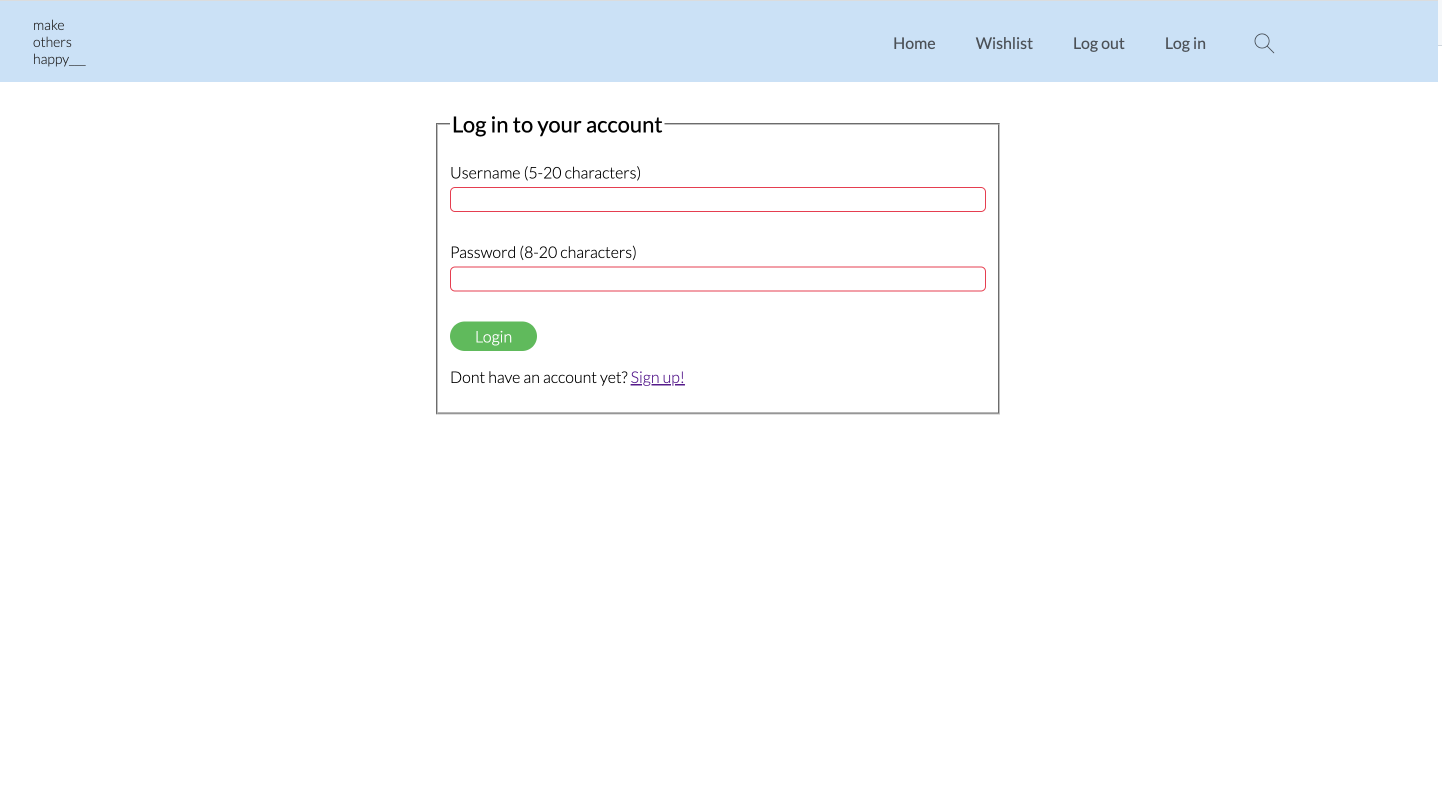 make
others
happy___
Home Wishlist Log out Log in
Log in to your account
Username (5-20 characters)
Password (8-20 characters)
Login
Dont have an account yet? Sign up!